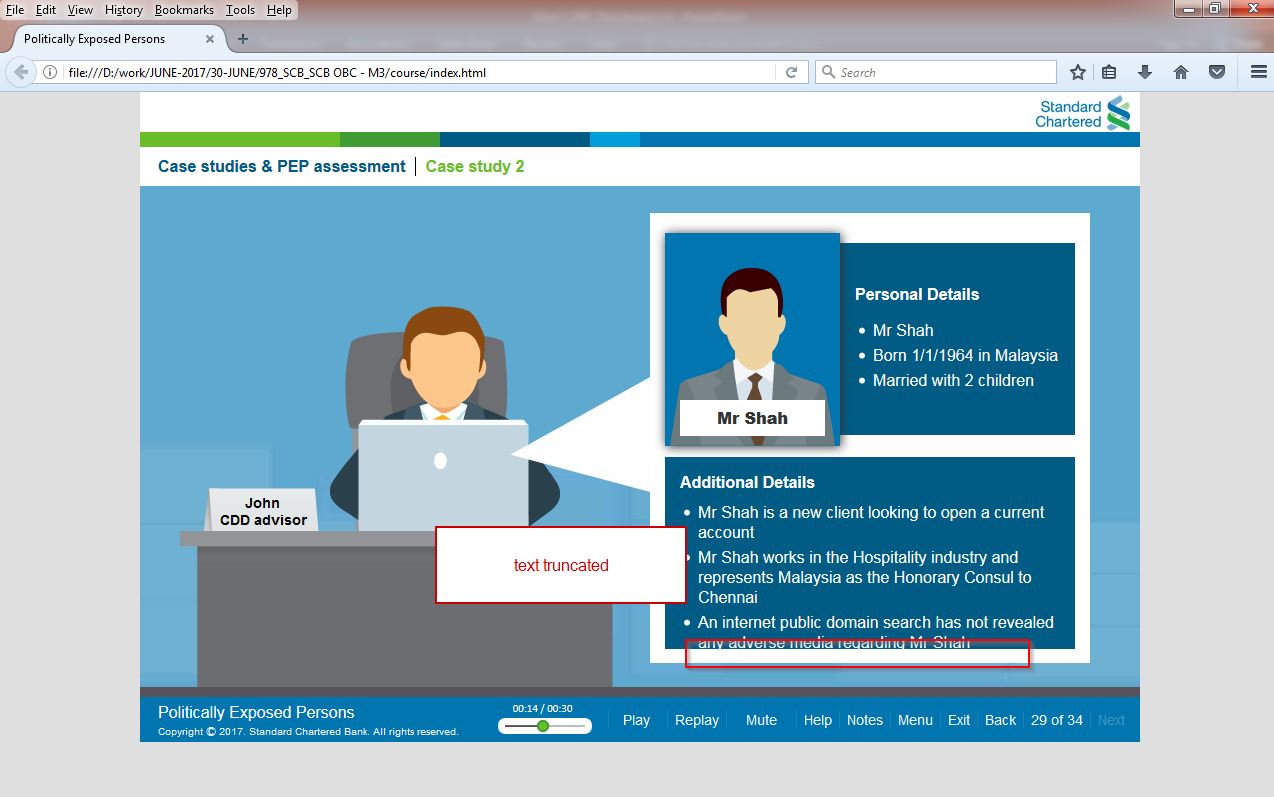 File Edit View History Bookmarks Tools Help
Politically Exposed Persons
file:///D:/work/JUNE-2017/30-JUNE/978_SCB_SCB OBC - M3/course/index.html
Search
Standard
Chartered
Case studies & PEP assessment | Case study 2
Personal Details
• Mr Shah
• Born 1/1/1964 in Malaysia
• Married with 2 children
Mr Shah
Additional Details
• Mr Shah is a new client looking to open a current
account
• Mr Shah works in the Hospitality industry and
represents Malaysia as the Honorary Consul to
Chennai
• An internet public domain search has not revealed
any adverse media regarding Mr Shah
John
CDD advisor
text truncated
Politically Exposed Persons
Copyright © 2017. Standard Chartered Bank. All rights reserved.
00:14 / 00:30
Play Replay Mute Help Notes Menu Exit Back 29 of 34 Next